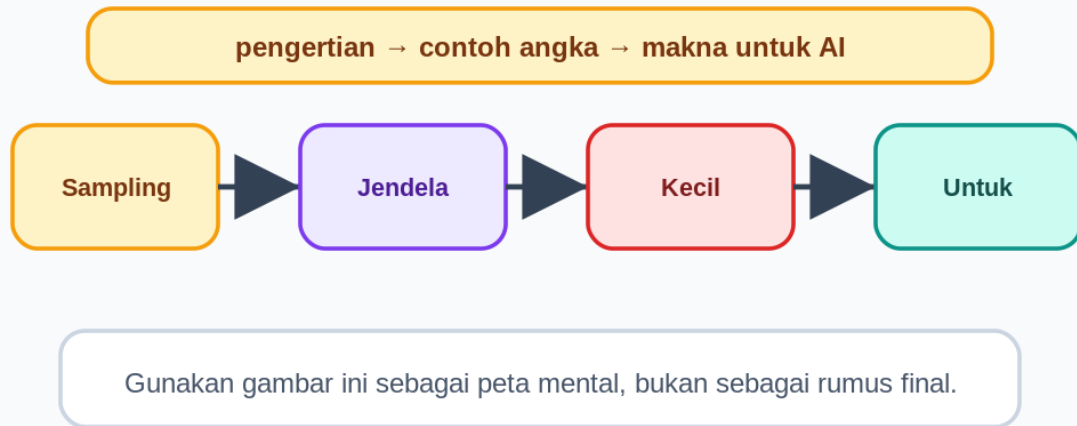 pengertian → contoh angka → makna untuk AI
Sampling
Jendela
Kecil
Untuk
Gunakan gambar ini sebagai peta mental, bukan sebagai rumus final.